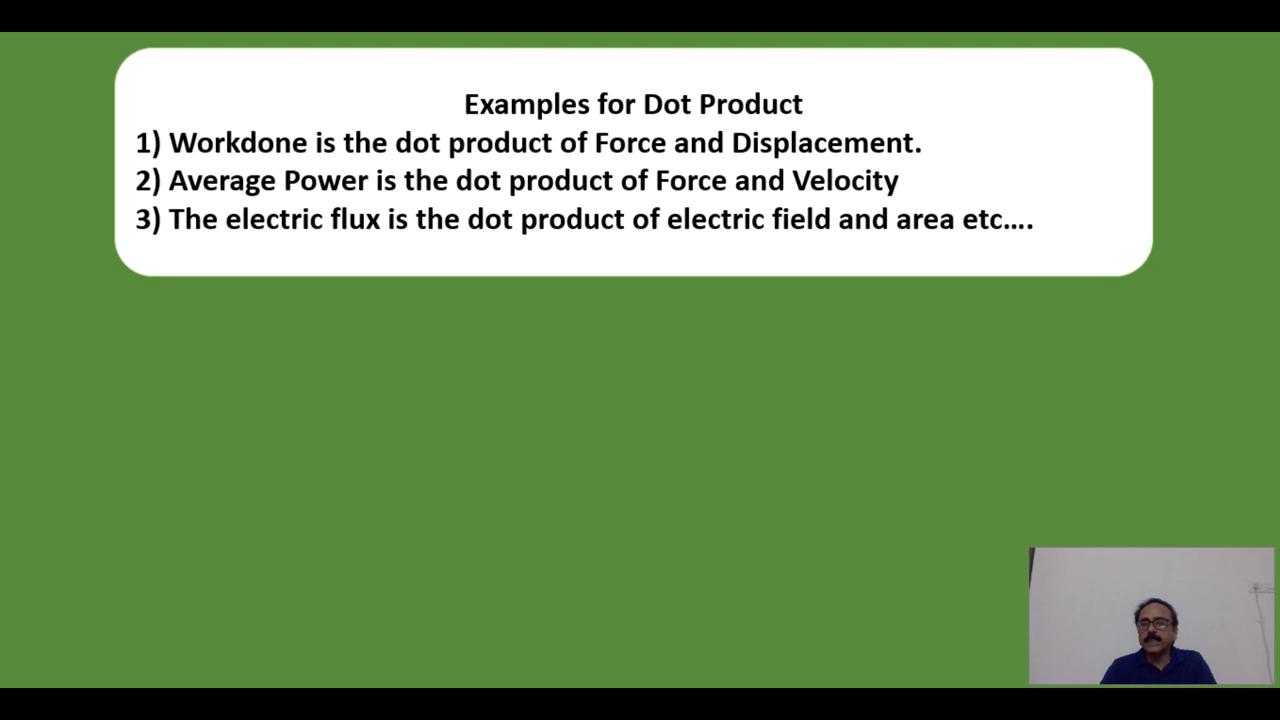 Examples for Dot Product
1) Workdone is the dot product of Force and Displacement.
2) Average Power is the dot product of Force and Velocity
3) The electric flux is the dot product of electric field and area etc….